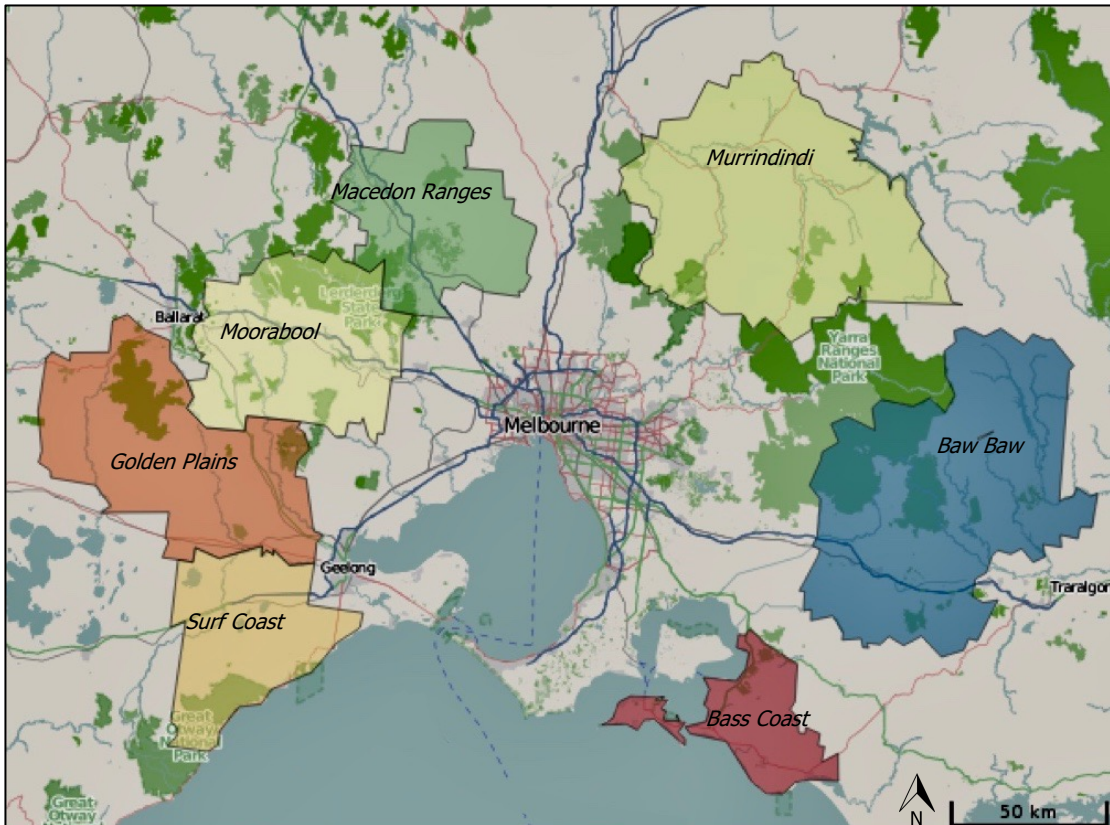 Murrindindi
Macedon Ranges
Lerderderg
State
Park
Ballarat
Moorabool
Yarra
Ranges
National
Park
Melbourne
Golden Plains
Baw Baw
Geelong
Traralgon
Surf Coast
Bass Coast
Great
Otway
National
Park
Great
Otway
N
50 km